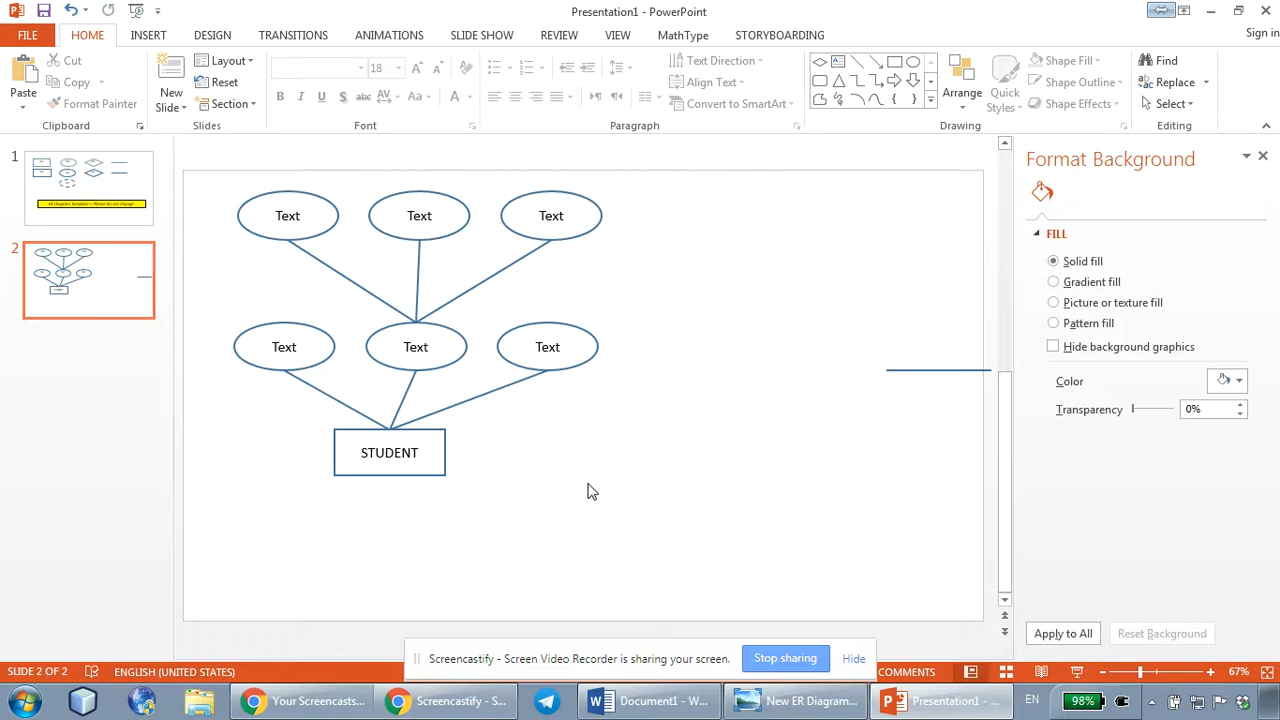 Presentation1 - PowerPoint
FILE HOME INSERT DESIGN TRANSITIONS ANIMATIONS SLIDE SHOW REVIEW VIEW MathType STORYBOARDING Sign in
Paste
Cut
Copy
Format Painter
Clipboard
New
Slide
Layout
Reset
Section
Slides
18
B I U S abc AV Aa A
Font
Text Direction
Align Text
Convert to SmartArt
Paragraph
Arrange
Quick
Styles
Shape Fill
Shape Outline
Shape Effects
Drawing
Find
Replace
Select
Editing
1
2
Text Text Text
Text Text Text
STUDENT
Format Background
FILL
Solid fill
Gradient fill
Picture or texture fill
Pattern fill
Hide background graphics
Color
Transparency 0%
Apply to All Reset Background
Screencastify - Screen Video Recorder is sharing your screen. Stop sharing Hide
SLIDE 2 OF 2 ENGLISH (UNITED STATES) COMMENTS 67%
Your Screencasts... Screencastify - S... Document1 - W... New ER Diagram... Presentation1 - ... EN 98%